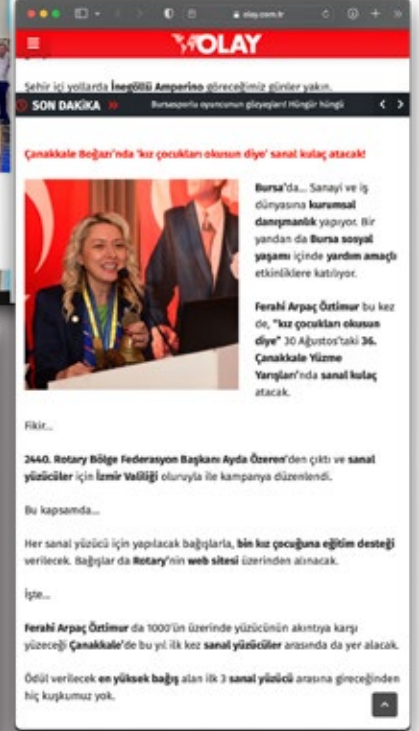 olay.com.tr
OLAY
Şehir içi yollarda İnegöllü Amperino göreceğimiz günler yakın.
SON DAKİKA
Bursasporlu oyuncunun gözyaşları! Hüngür hüngü
Çanakkale Boğazı'nda 'kız çocukları okusun diye' sanal kulaç atacak!
Bursa'da... Sanayi ve iş
dünyasına kurumsal
danışmanlık yapıyor. Bir
yandan da Bursa sosyal
yaşamı içinde yardım amaçlı
etkinliklere katılıyor.
Ferahi Arpaç Öztimur bu kez
de, "kız çocukları okusun
diye" 30 Ağustos'taki 36.
Çanakkale Yüzme
Yarışları'nda sanal kulaç
atacak.
Fikir...
2440. Rotary Bölge Federasyon Başkanı Ayda Özeren'den çıktı ve sanal
yüzücüler için İzmir Valiliği oluruyla ile kampanya düzenlendi.
Bu kapsamda...
Her sanal yüzücü için yapılacak bağışlarla, bin kız çocuğuna eğitim desteği
verilecek. Bağışlar da Rotary'nin web sitesi üzerinden alınacak.
İşte...
Ferahi Arpaç Öztimur da 1000'ün üzerinde yüzücünün akıntıya karşı
yüzeceği Çanakkale'de bu yıl ilk kez sanal yüzücüler arasında da yer alacak.
Ödül verilecek en yüksek bağış alan ilk 3 sanal yüzücü arasına gireceğinden
hiç kuşkumuz yok.